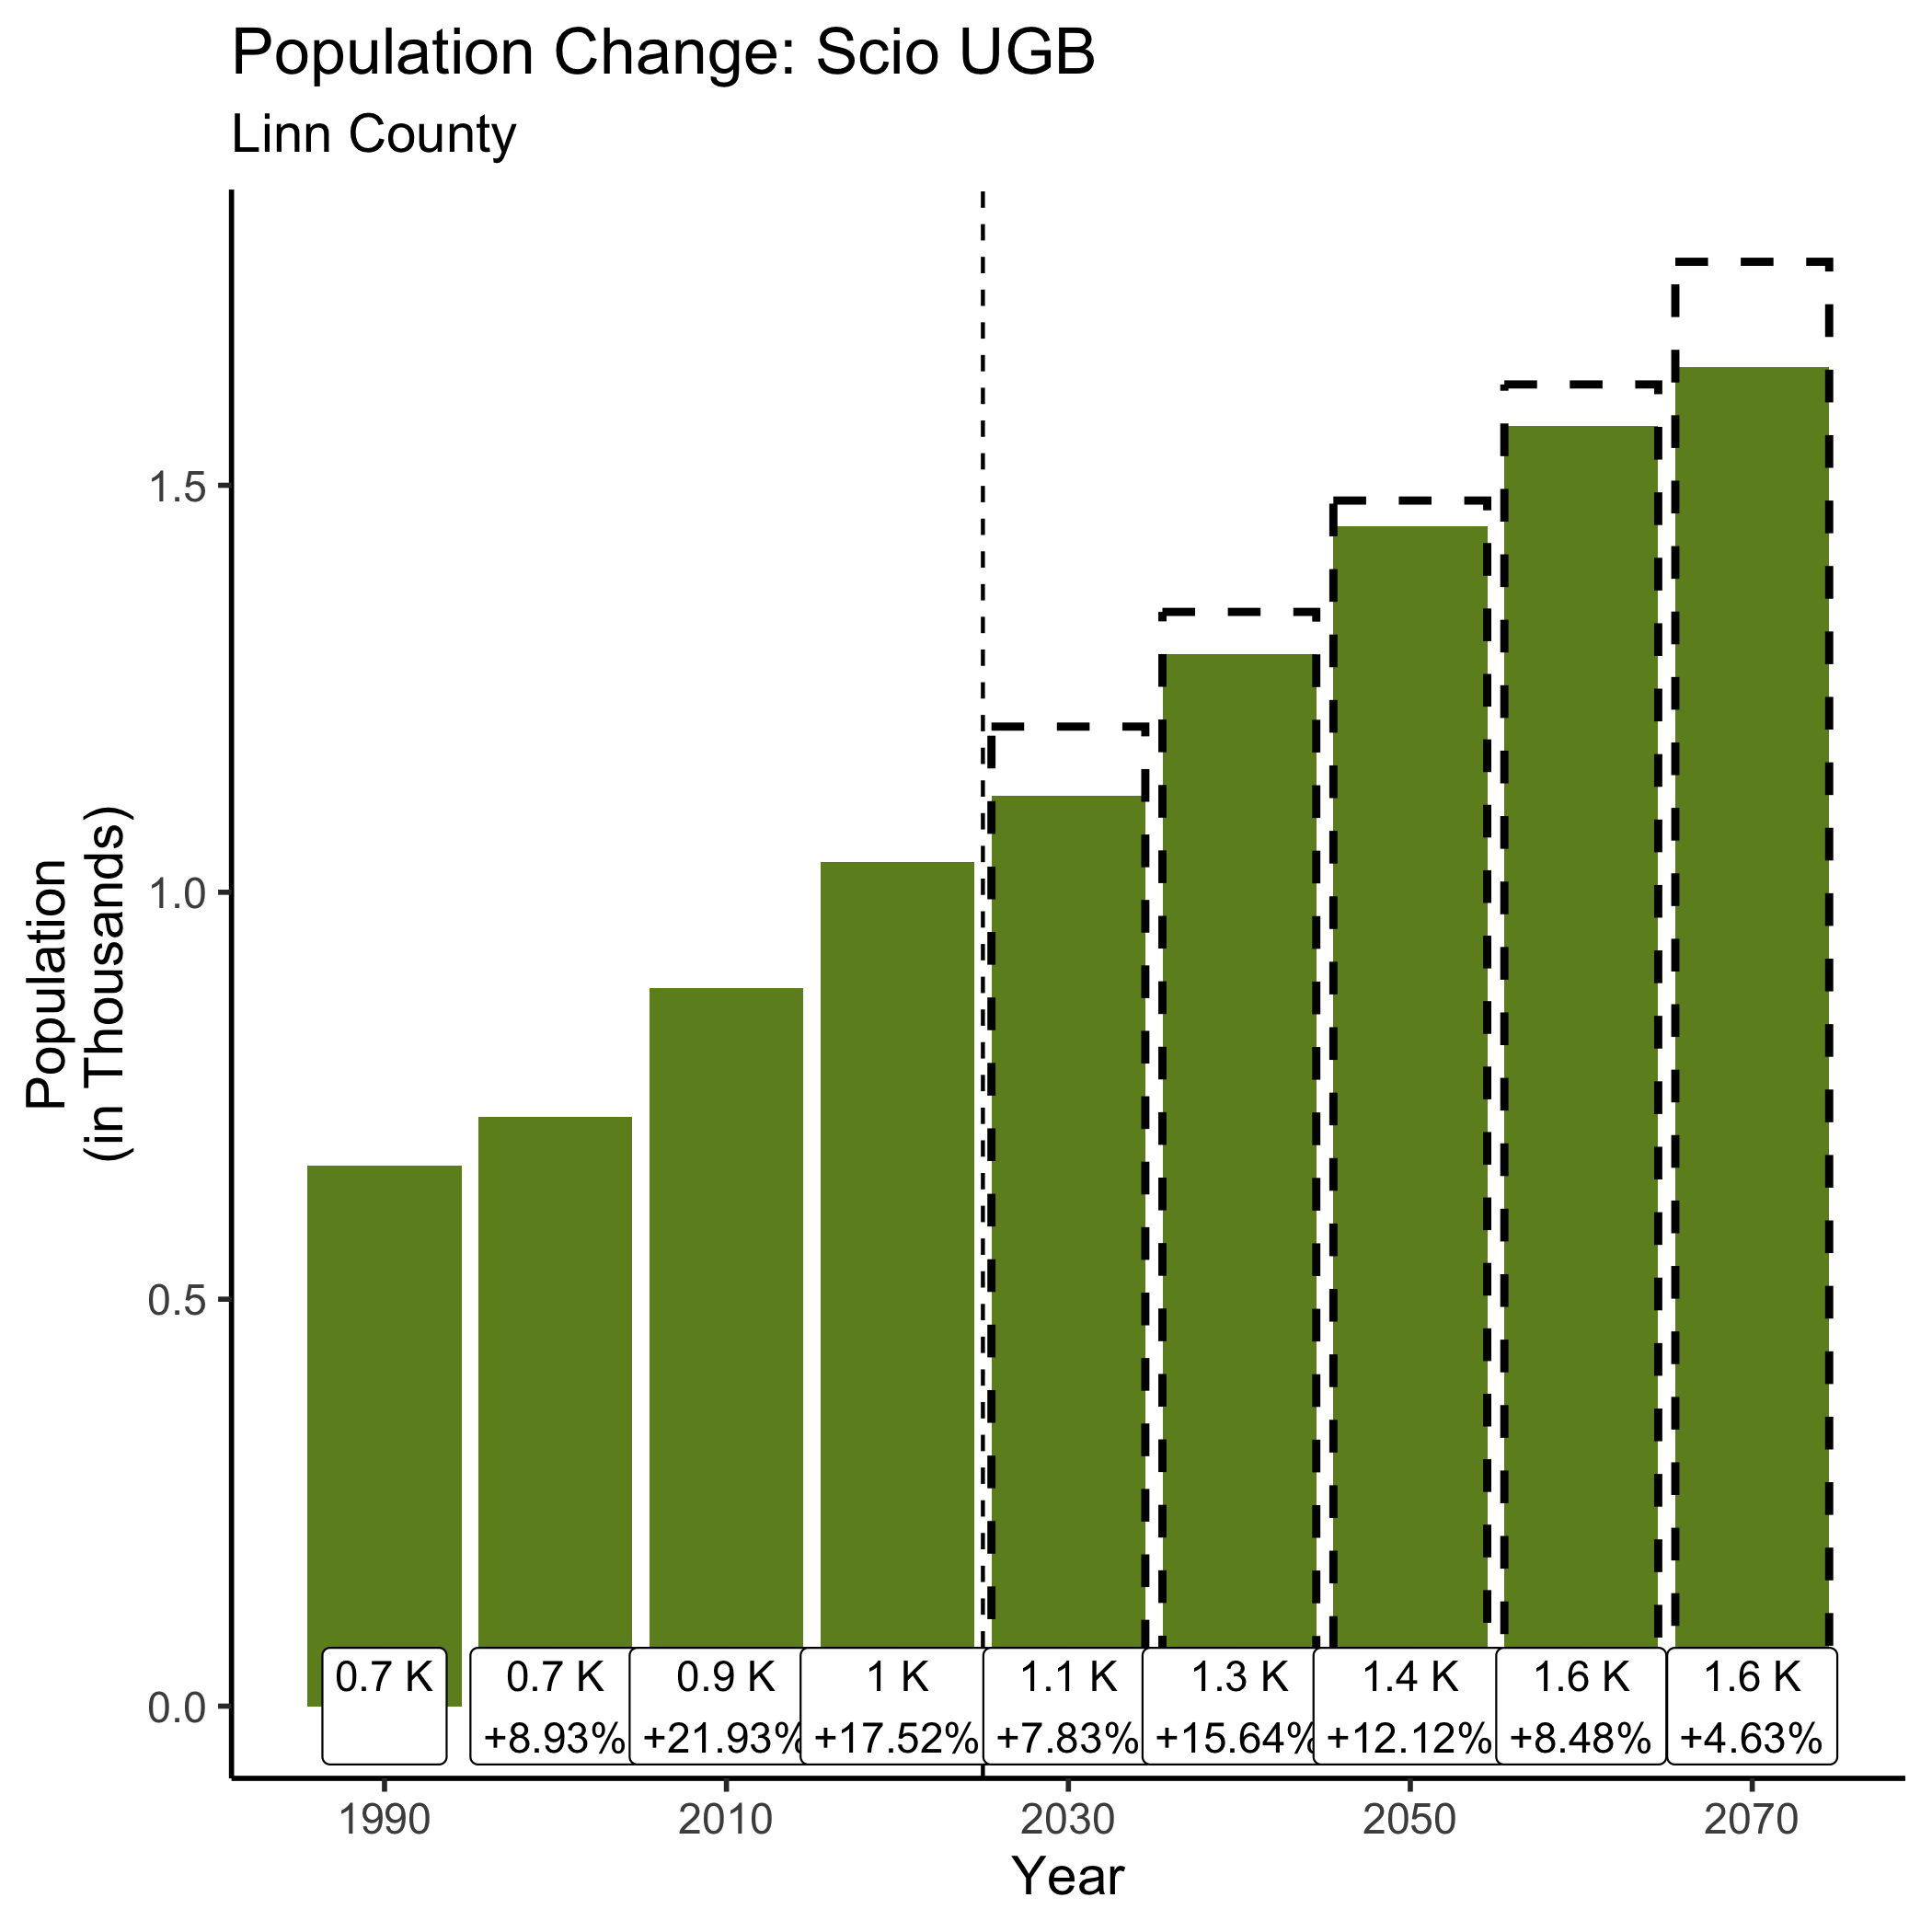 Population Change: Scio UGB
Linn County
Population
(in Thousands)
1.5
1.0
0.5
0.0
0.7 K
0.7 K
+8.93%
0.9 K
+21.93%
1 K
+17.52%
1.1 K
+7.83%
1.3 K
+15.64%
1.4 K
+12.12%
1.6 K
+8.48%
1.6 K
+4.63%
1990
2010
2030
2050
2070
Year